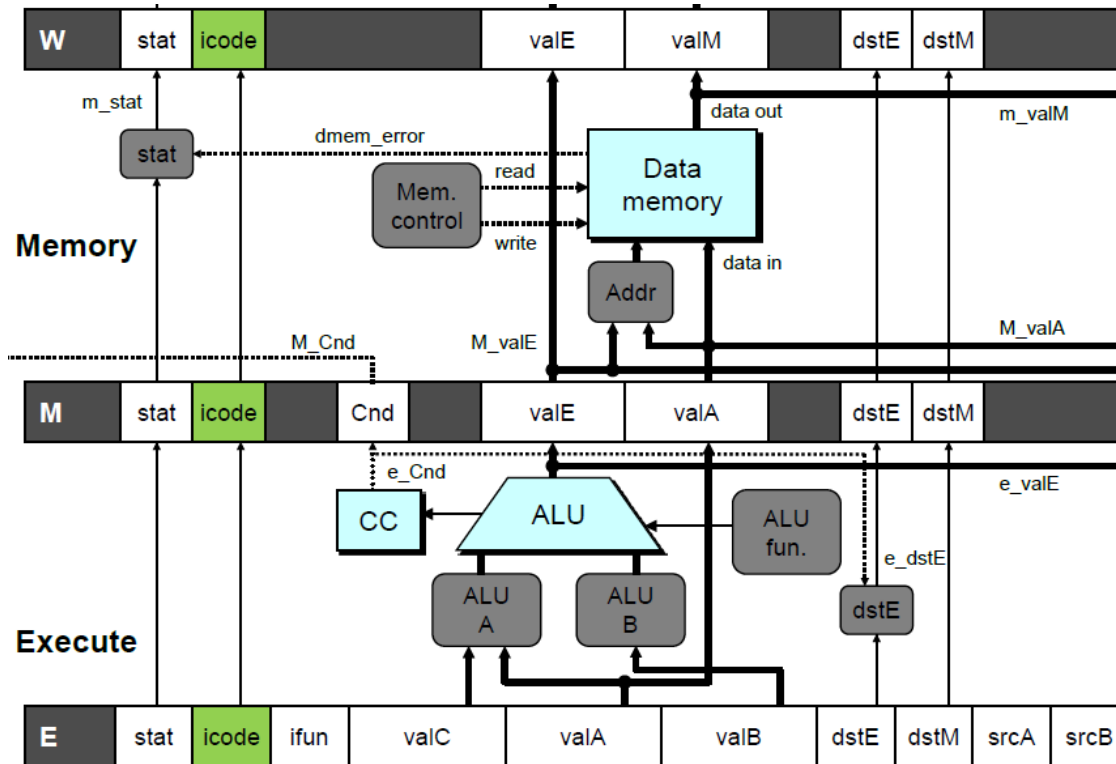 W stat icode valE valM dstE dstM
m_stat
data out
m_valM
dmem_error
stat
read
Data
memory
Mem.
control
write
Memory
data in
Addr
M_Cnd
M_valE
M_valA
M stat icode Cnd valE valA dstE dstM
e_Cnd
e_valE
CC
ALU
ALU
fun.
e_dstE
ALU
A
ALU
B
dstE
Execute
E stat icode ifun valC valA valB dstE dstM srcA srcB